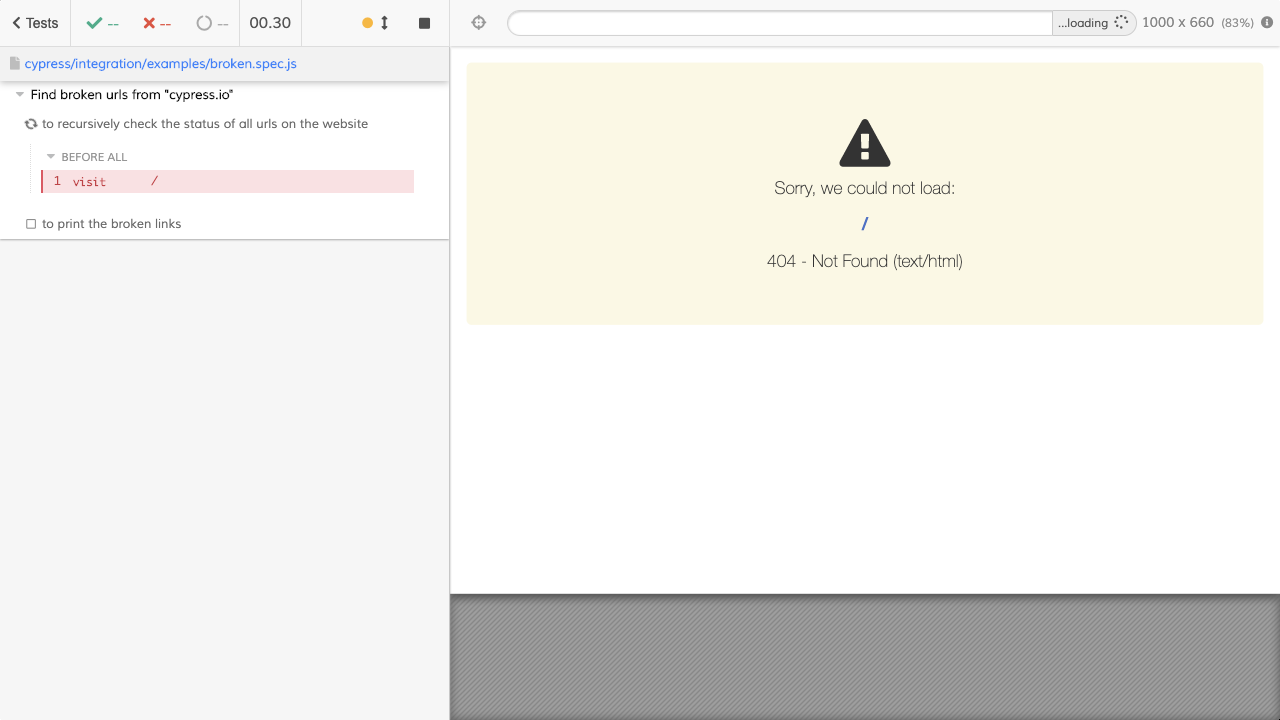 Tests -- -- -- 00.30 ...loading 1000 x 660 (83%)
cypress/integration/examples/broken.spec.js
Find broken urls from "cypress.io"
to recursively check the status of all urls on the website
BEFORE ALL
1 visit /
to print the broken links
Sorry, we could not load:
/
404 - Not Found (text/html)